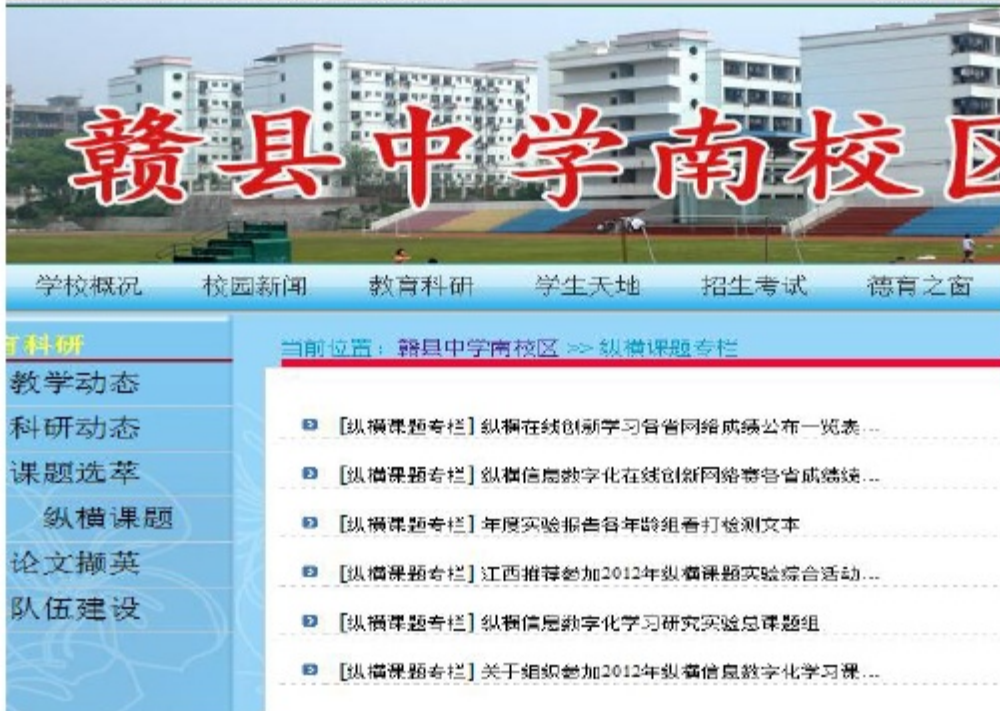 赣县中学南校区
学校概况 校园新闻 教育科研 学生天地 招生考试 德育之窗
育科研
教学动态
科研动态
课题选萃
纵横课题
论文撷英
队伍建设
当前位置：赣县中学南校区 >> 纵横课题专栏
[纵横课题专栏] 纵横在线创新学习各省网络成绩公布一览表...
[纵横课题专栏] 纵横信息数字化在线创新网络赛各省成绩统...
[纵横课题专栏] 年度实验报告各年龄组看打检测文本
[纵横课题专栏] 江西推荐参加2012年纵横课题实验综合活动...
[纵横课题专栏] 纵横信息数字化学习研究实验总课题组
[纵横课题专栏] 关于组织参加2012年纵横信息数字化学习课...